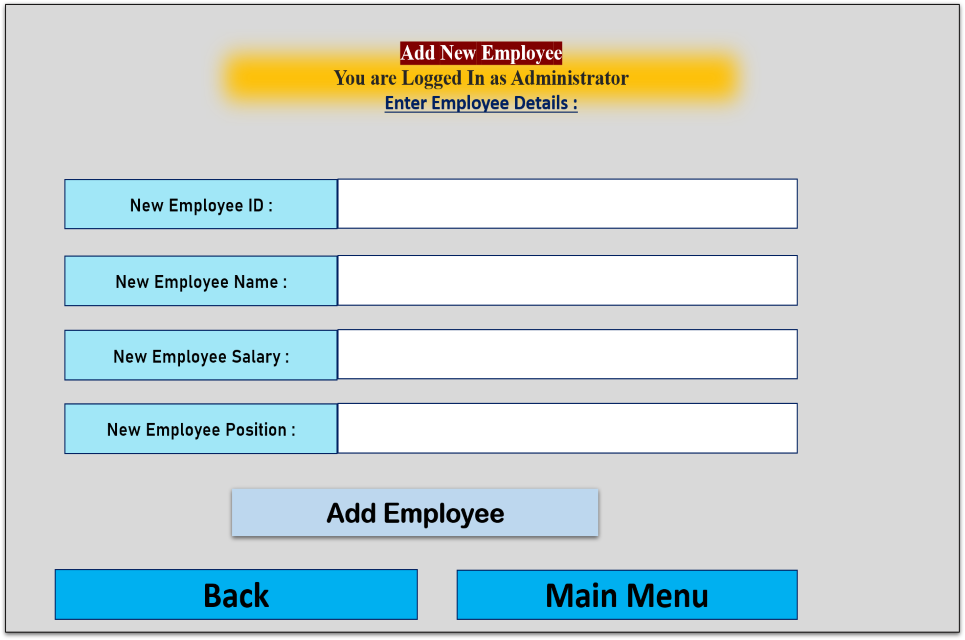 Add New Employee
You are Logged In as Administrator
Enter Employee Details :
New Employee ID :
New Employee Name :
New Employee Salary :
New Employee Position :
Add Employee
Back
Main Menu